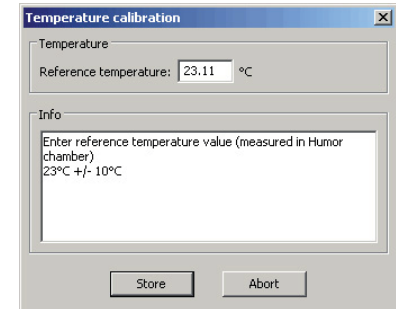 Temperature calibration
Temperature
Reference temperature: 23.11 °C
Info
Enter reference temperature value (measured in Humor
chamber)
23°C +/- 10°C
Store Abort